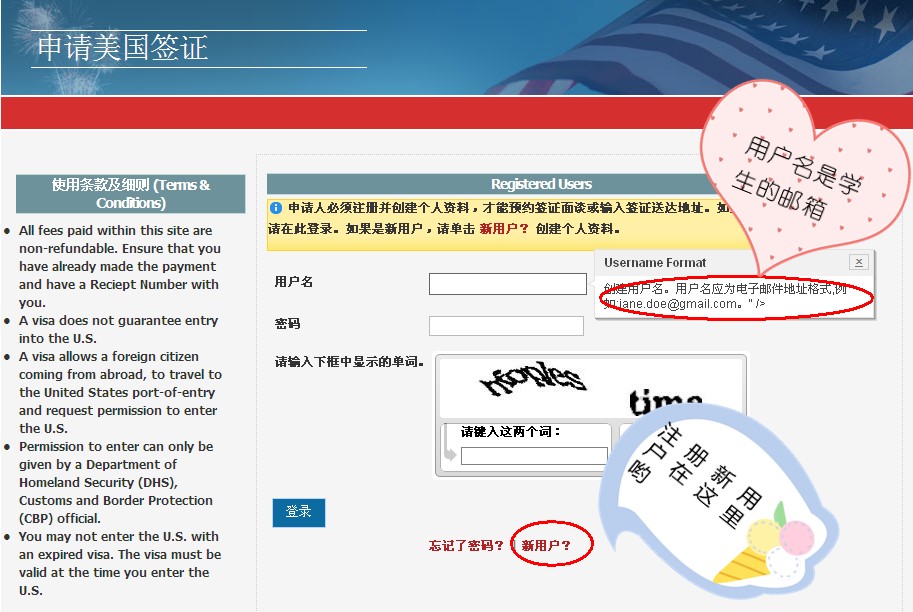 申请美国签证
使用条款及细则 (Terms &
Conditions)
All fees paid within this site are
non-refundable. Ensure that you
have already made the payment
and have a Reciept Number with
you.
A visa does not guarantee entry
into the U.S.
A visa allows a foreign citizen
coming from abroad, to travel to
the United States port-of-entry
and request permission to enter
the U.S.
Permission to enter can only be
given by a Department of
Homeland Security (DHS),
Customs and Border Protection
(CBP) official.
You may not enter the U.S. with
an expired visa. The visa must be
valid at the time you enter the
U.S.
Registered Users
申请人必须注册并创建个人资料，才能预约签证面谈或输入签证送达地址。如
请在此登录。如果是新用户，请单击 新用户？ 创建个人资料。
用户名是学
生的邮箱
Username Format
创建用户名。用户名应为电子邮件地址格式,例
如:jane.doe@gmail.com。" />
用户名
密码
请输入下框中显示的单词。
time
请键入这两个词：
注册新用
户在这里
哟
登录
忘记了密码？ | 新用户？